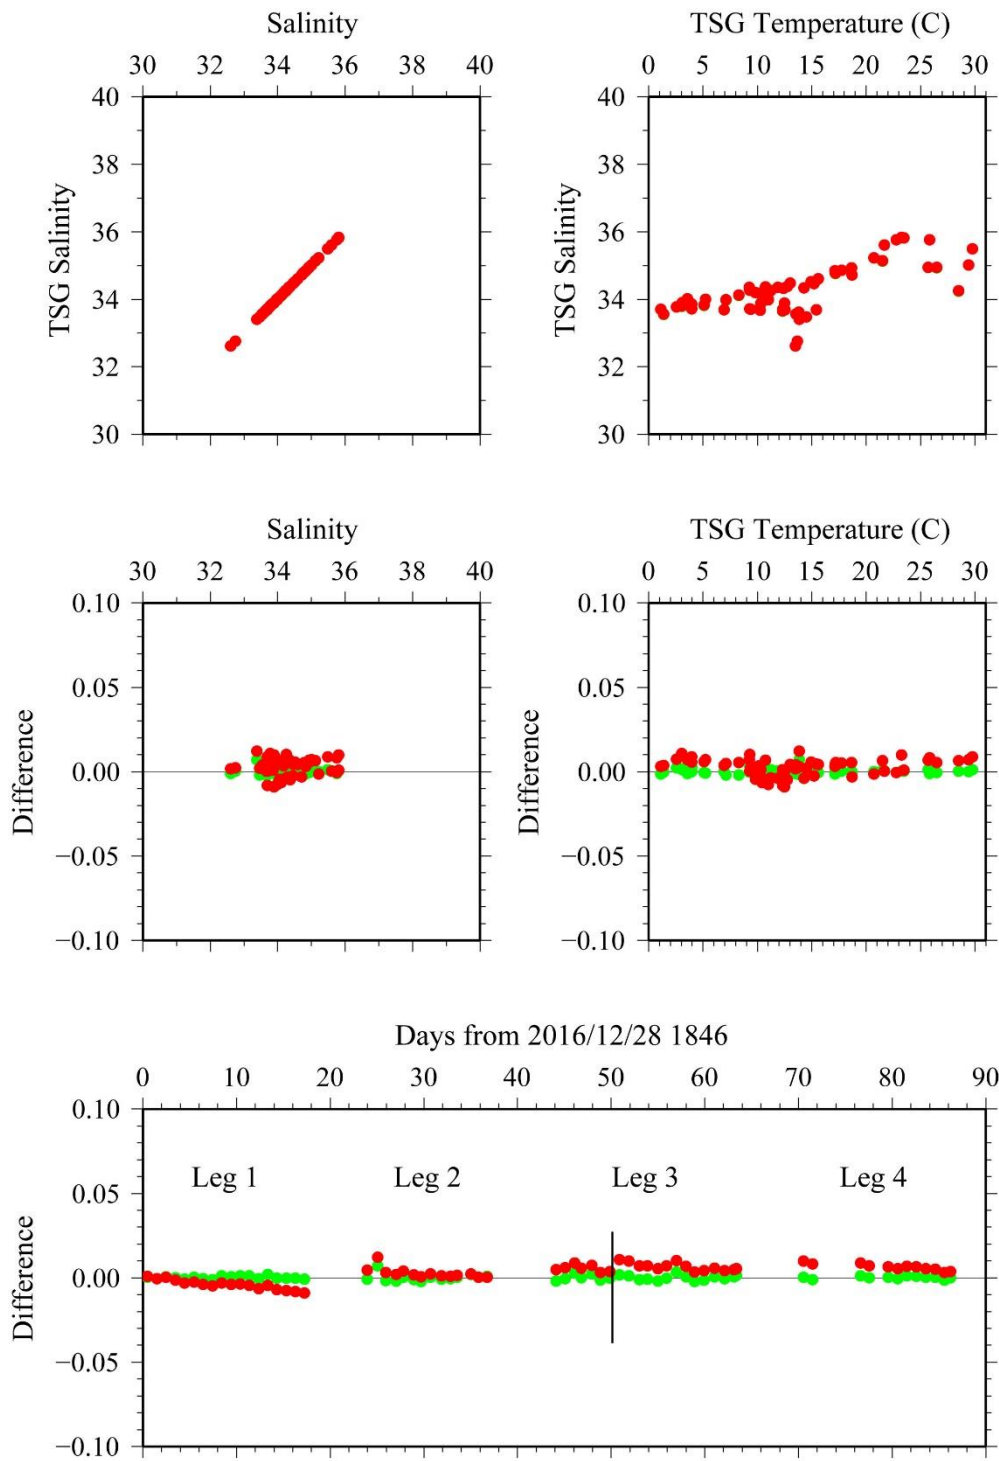 Salinity
TSG Temperature (C)
30 32 34 36 38 40
0 5 10 15 20 25 30
40
38
36
34
32
30
TSG Salinity
40
38
36
34
32
30
TSG Salinity
Salinity
TSG Temperature (C)
30 32 34 36 38 40
0 5 10 15 20 25 30
0.10
0.05
0.00
−0.05
−0.10
Difference
0.10
0.05
0.00
−0.05
−0.10
Difference
Days from 2016/12/28 1846
0 10 20 30 40 50 60 70 80 90
0.10
0.05
0.00
−0.05
−0.10
Difference
Leg 1 Leg 2 Leg 3 Leg 4